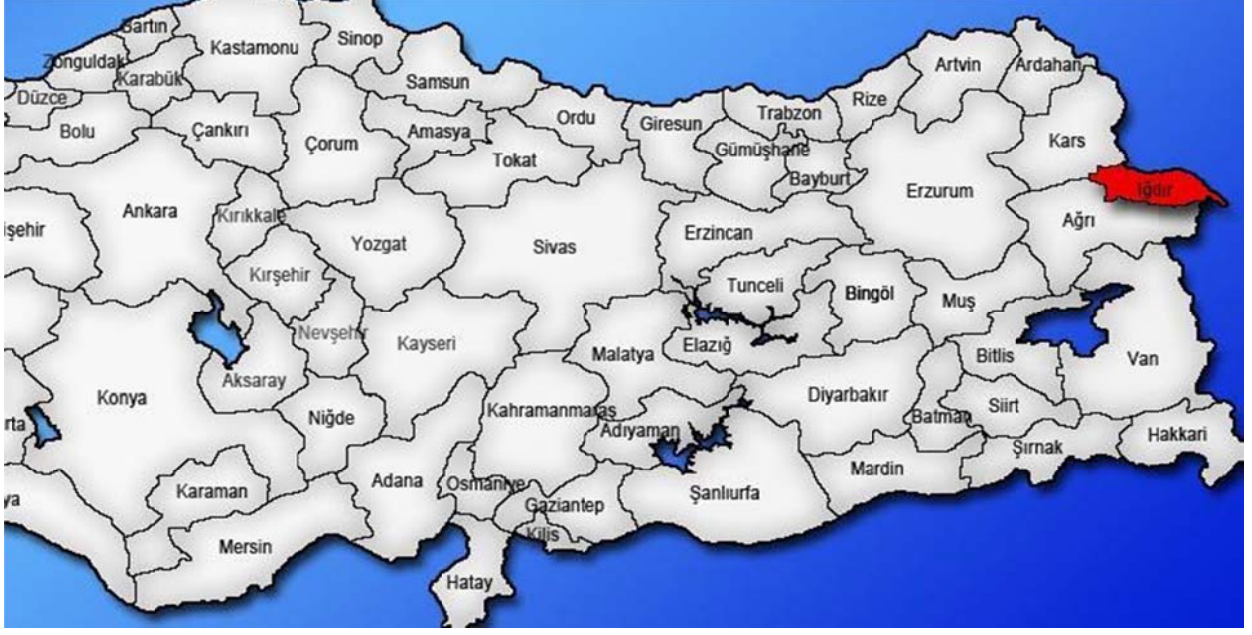 Bartın
Kastamonu
Sinop
Zonguldak
Karabük
Samsun
Artvin
Ardahan
Düzce
Bolu
Çankırı
Çorum
Amasya
Ordu
Giresun
Trabzon
Rize
Kars
Tokat
Gümüşhane
Bayburt
Erzurum
Iğdır
Ankara
Kırıkkale
işehir
Yozgat
Sivas
Erzincan
Ağrı
Kırşehir
Tunceli
Bingöl
Muş
Nevşehir
Kayseri
Malatya
Elazığ
Bitlis
Van
Aksaray
Konya
Niğde
Kahramanmaraş
Adıyaman
Diyarbakır
Batman
Siirt
Hakkari
rta
Şırnak
Mardin
Karaman
Adana
Osmaniye
Gaziantep
Şanlıurfa
ya
Kilis
Mersin
Hatay